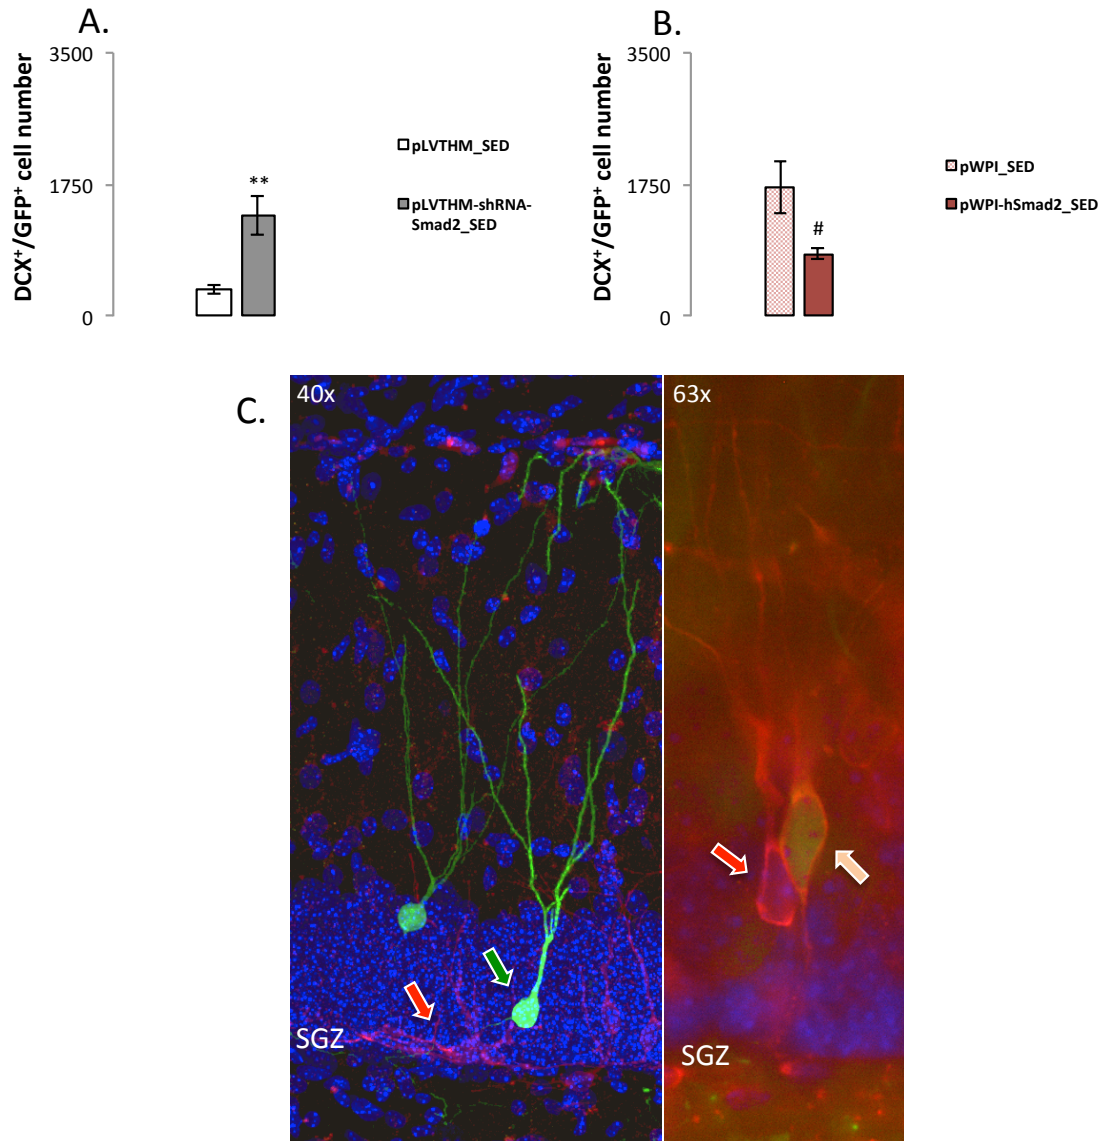 A.
3500
1750
0
DCX⁺/GFP⁺ cell number
**
pLVTHM_SED
pLVTHM-shRNA-
Smad2_SED
B.
3500
1750
0
DCX⁺/GFP⁺ cell number
#
pWPI_SED
pWPI-hSmad2_SED
C.
40x
SGZ
63x
SGZ